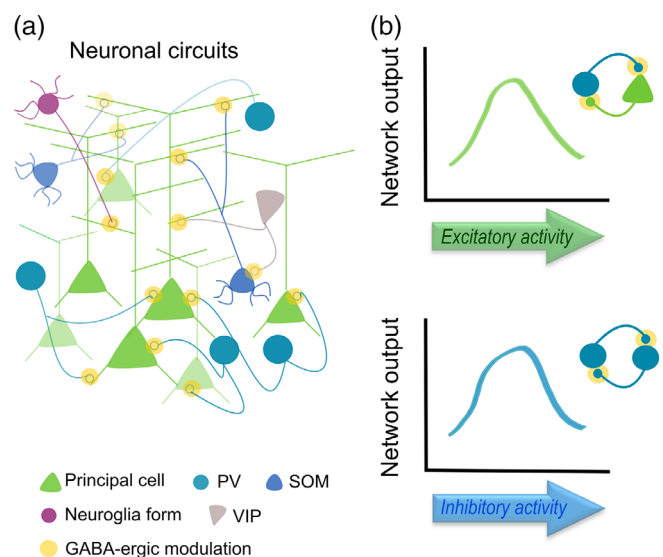 (a)
Neuronal circuits
Principal cell
PV
SOM
Neuroglia form
VIP
GABA-ergic modulation
(b)
Network output
Excitatory activity
Network output
Inhibitory activity